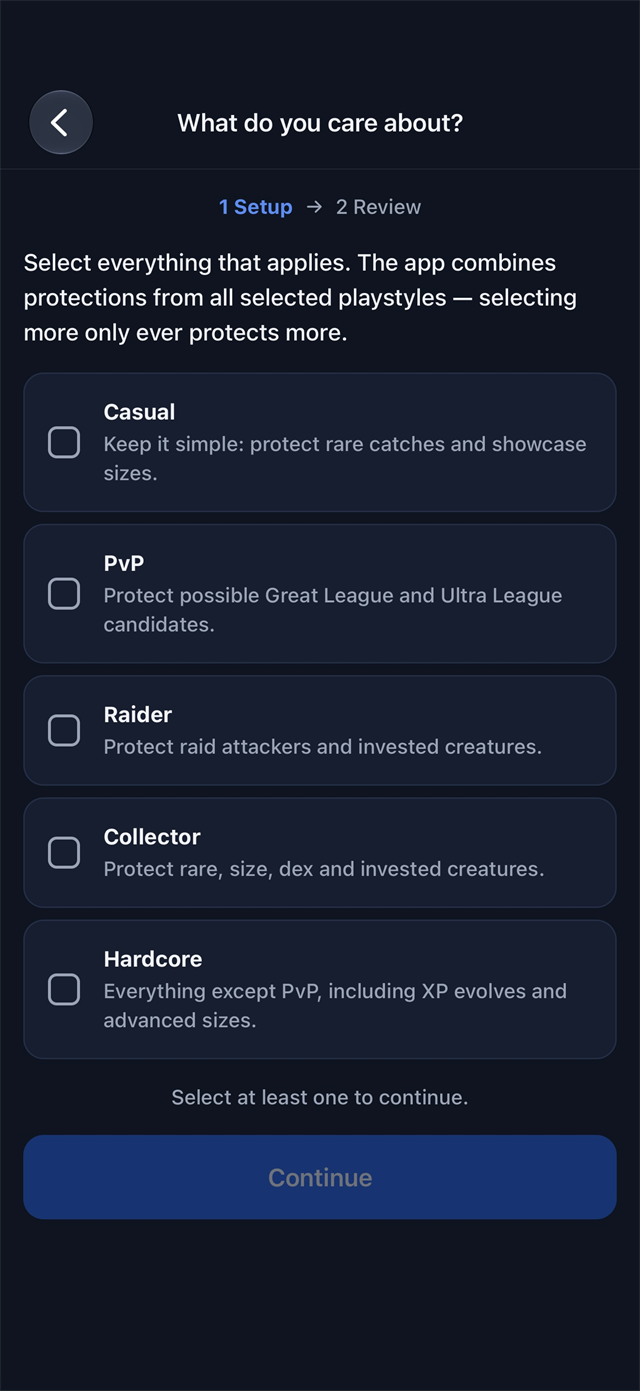 What do you care about?
1 Setup → 2 Review
Select everything that applies. The app combines
protections from all selected playstyles — selecting
more only ever protects more.
Casual
Keep it simple: protect rare catches and showcase
sizes.
PvP
Protect possible Great League and Ultra League
candidates.
Raider
Protect raid attackers and invested creatures.
Collector
Protect rare, size, dex and invested creatures.
Hardcore
Everything except PvP, including XP evolves and
advanced sizes.
Select at least one to continue.
Continue